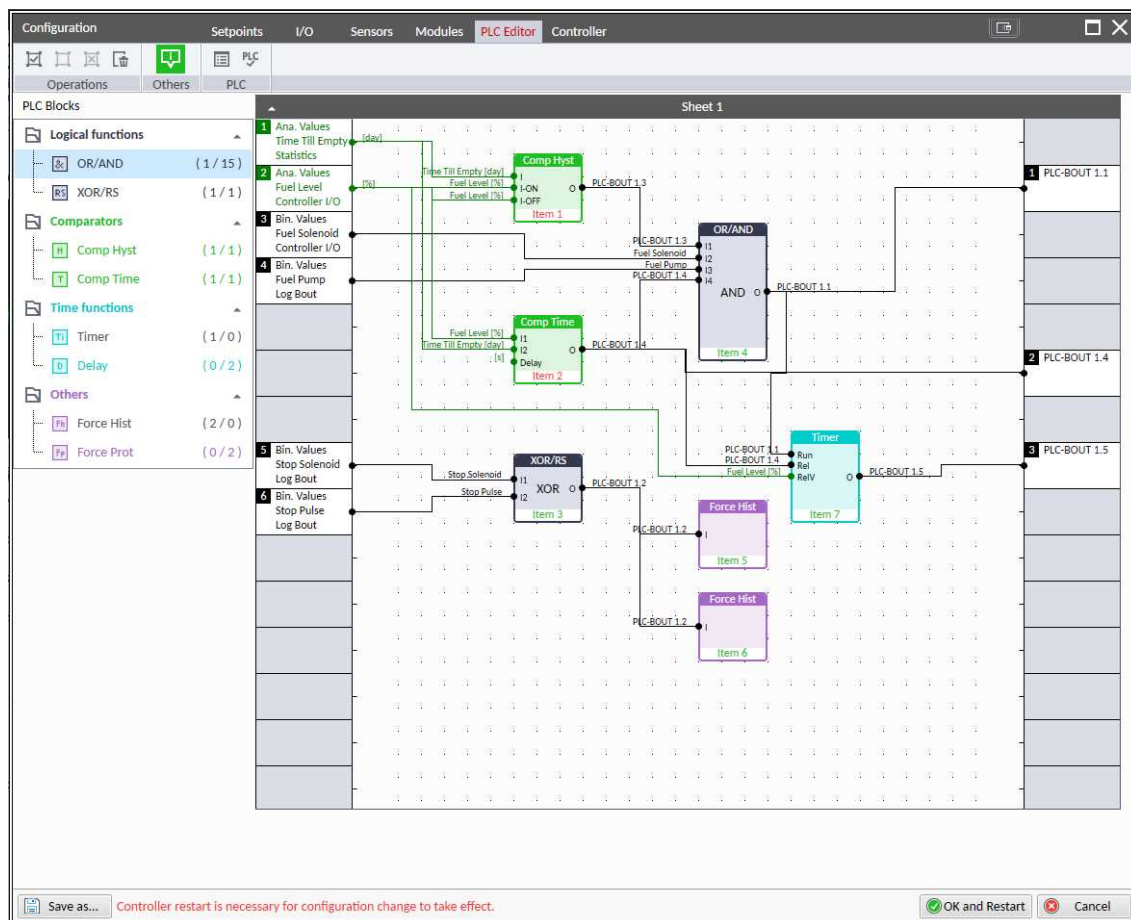 Configuration
Setpoints I/O Sensors Modules PLC Editor Controller
PLC
Operations Others PLC
PLC Blocks
Logical functions
& OR/AND (1/15)
RS XOR/RS (1/1)
Comparators
H Comp Hyst (1/1)
T Comp Time (1/1)
Time functions
Ti Timer (1/0)
D Delay (0/2)
Others
Fh Force Hist (2/0)
Fp Force Prot (0/2)
Sheet 1
1 Ana. Values
Time Till Empty
Statistics
[day]
2 Ana. Values
Fuel Level
Controller I/O
[%]
3 Bin. Values
Fuel Solenoid
Controller I/O
4 Bin. Values
Fuel Pump
Log Bout
5 Bin. Values
Stop Solenoid
Log Bout
6 Bin. Values
Stop Pulse
Log Bout
Comp Hyst
Time Till Empty [day] I
Fuel Level [%] I-ON O PLC-BOUT 1.3
Fuel Level [%] I-OFF
Item 1
OR/AND
PLC-BOUT 1.3 I1
Fuel Solenoid I2
Fuel Pump I3
PLC-BOUT 1.4 I4
AND O PLC-BOUT 1.1
Item 4
Comp Time
Fuel Level [%] I1
Time Till Empty [day] I2 O PLC-BOUT 1.4
[s] Delay
Item 2
Timer
PLC-BOUT 1.1 Run
PLC-BOUT 1.4 Rel
Fuel Level [%] RelV O PLC-BOUT 1.5
Item 7
XOR/RS
Stop Solenoid I1
XOR O PLC-BOUT 1.2
Stop Pulse I2
Item 3
Force Hist
PLC-BOUT 1.2 I
Item 5
Force Hist
PLC-BOUT 1.2 I
Item 6
1 PLC-BOUT 1.1
2 PLC-BOUT 1.4
3 PLC-BOUT 1.5
Save as... Controller restart is necessary for configuration change to take effect. OK and Restart Cancel